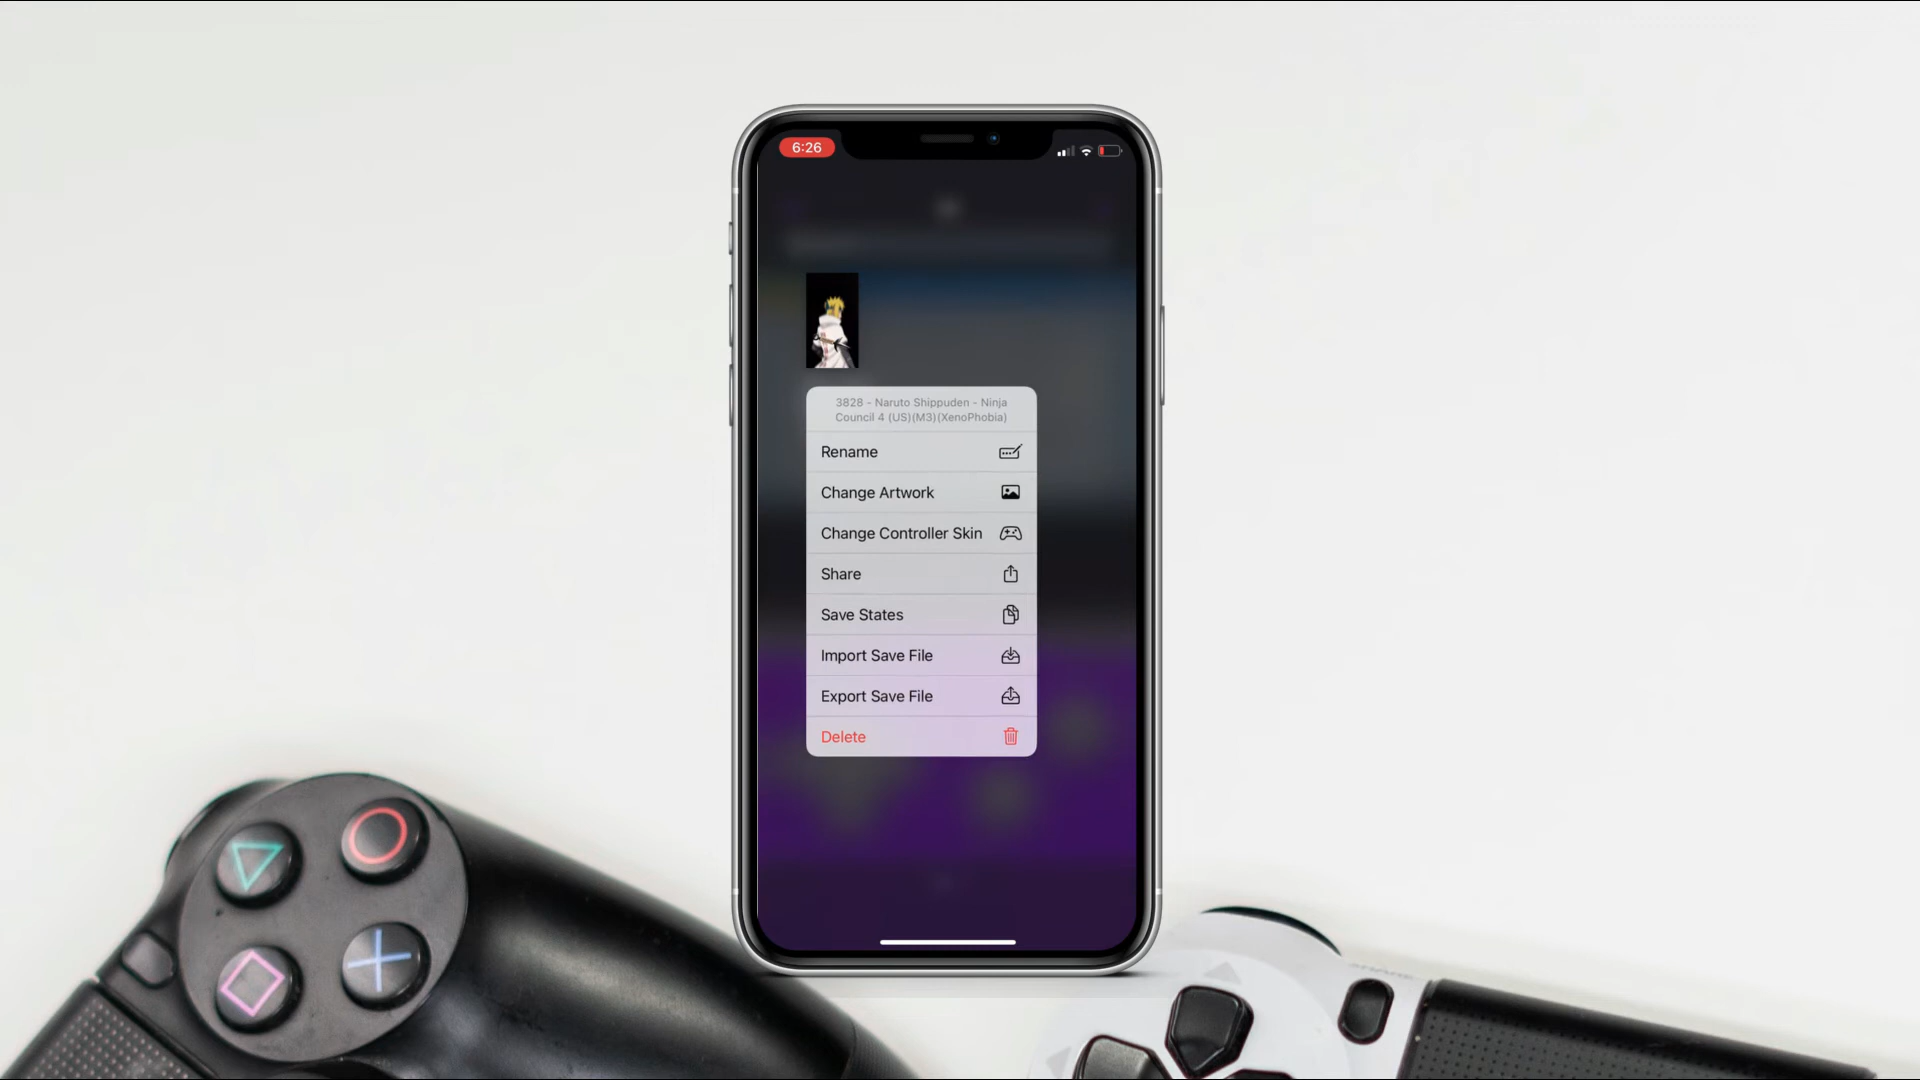 6:26
3828 - Naruto Shippuden - Ninja
Council 4 (US)(M3)(XenoPhobia)
Rename
Change Artwork
Change Controller Skin
Share
Save States
Import Save File
Export Save File
Delete